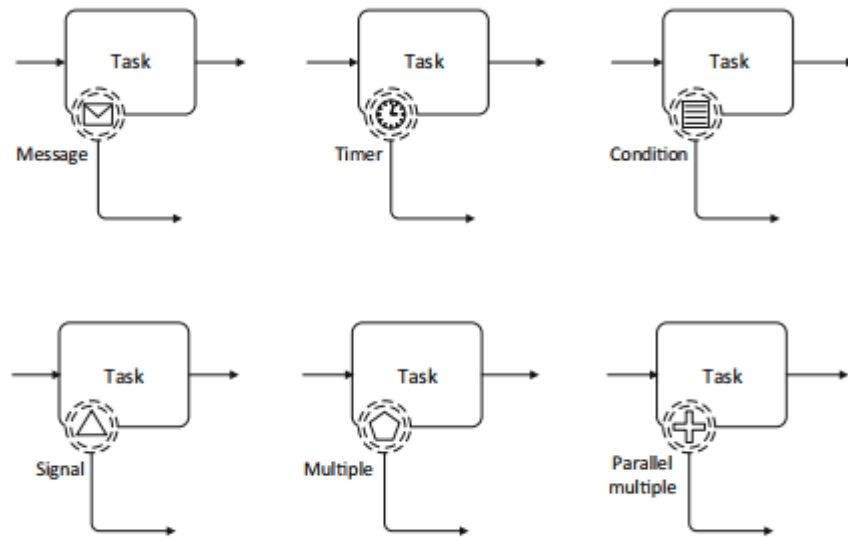 Task
Task
Task
Message
Timer
Condition
Task
Task
Task
Signal
Multiple
Parallel
multiple